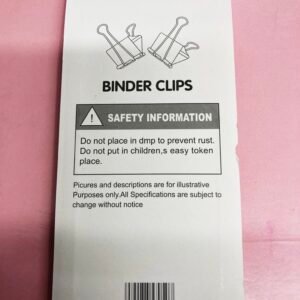 BINDER CLIPS
SAFETY INFORMATION
Do not place in dmp to prevent rust.
Do not put in children,s easy token
place.
Picures and descriptions are for illustrative
Purposes only.All Specifications are subject to
change without notice